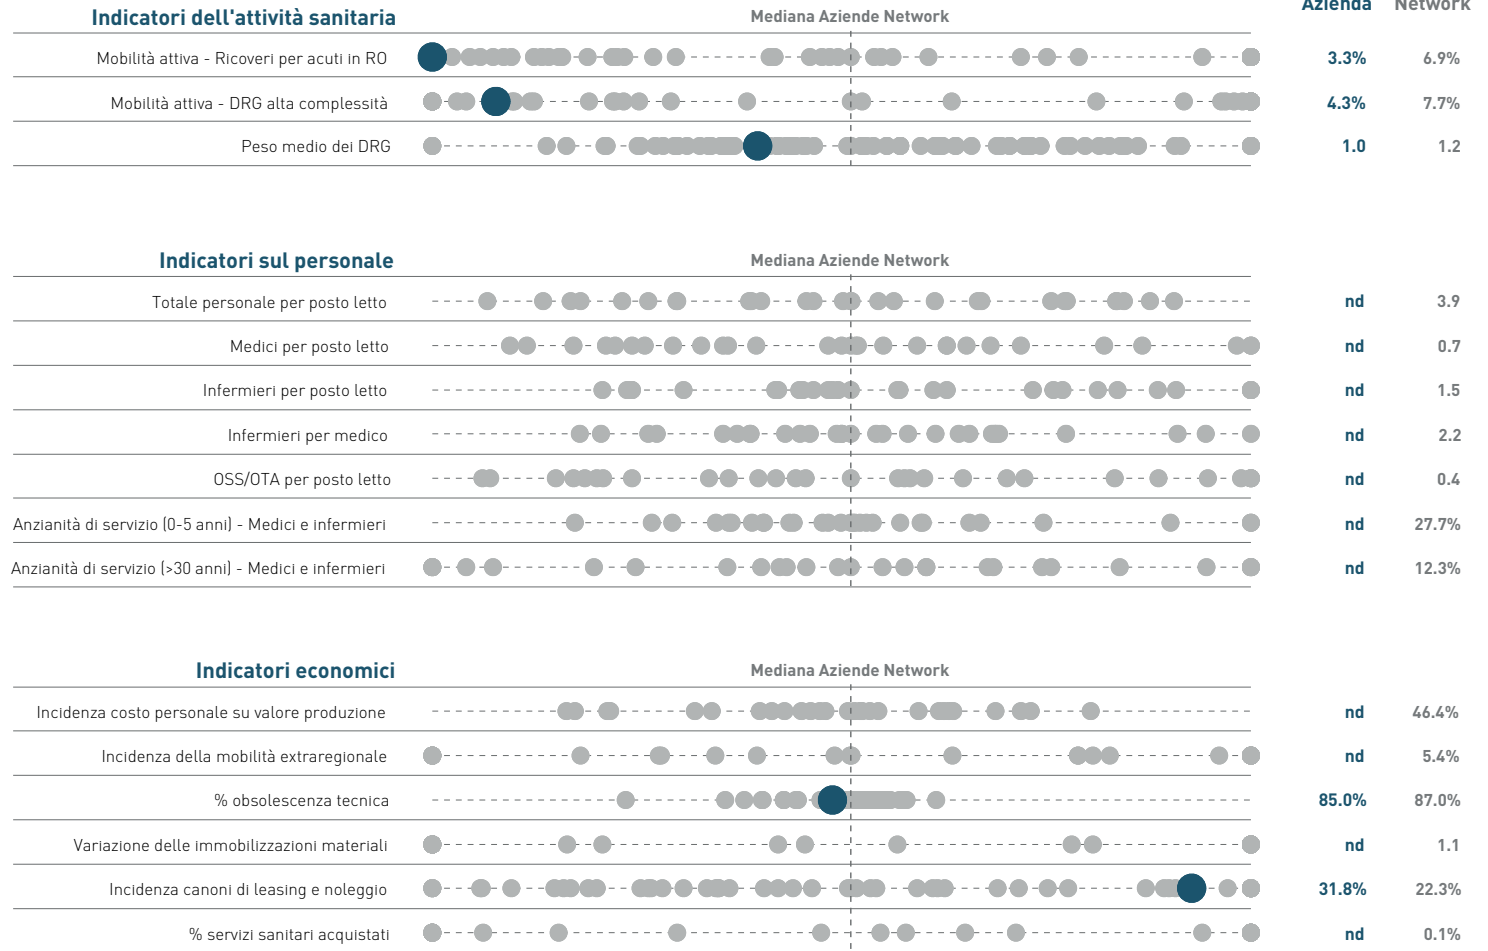 Azienda Network
Indicatori dell'attività sanitaria Mediana Aziende Network
Mobilità attiva - Ricoveri per acuti in RO 3.3% 6.9%
Mobilità attiva - DRG alta complessità 4.3% 7.7%
Peso medio dei DRG 1.0 1.2
Indicatori sul personale Mediana Aziende Network
Totale personale per posto letto nd 3.9
Medici per posto letto nd 0.7
Infermieri per posto letto nd 1.5
Infermieri per medico nd 2.2
OSS/OTA per posto letto nd 0.4
Anzianità di servizio (0-5 anni) - Medici e infermieri nd 27.7%
Anzianità di servizio (>30 anni) - Medici e infermieri nd 12.3%
Indicatori economici Mediana Aziende Network
Incidenza costo personale su valore produzione nd 46.4%
Incidenza della mobilità extraregionale nd 5.4%
% obsolescenza tecnica 85.0% 87.0%
Variazione delle immobilizzazioni materiali nd 1.1
Incidenza canoni di leasing e noleggio 31.8% 22.3%
% servizi sanitari acquistati nd 0.1%